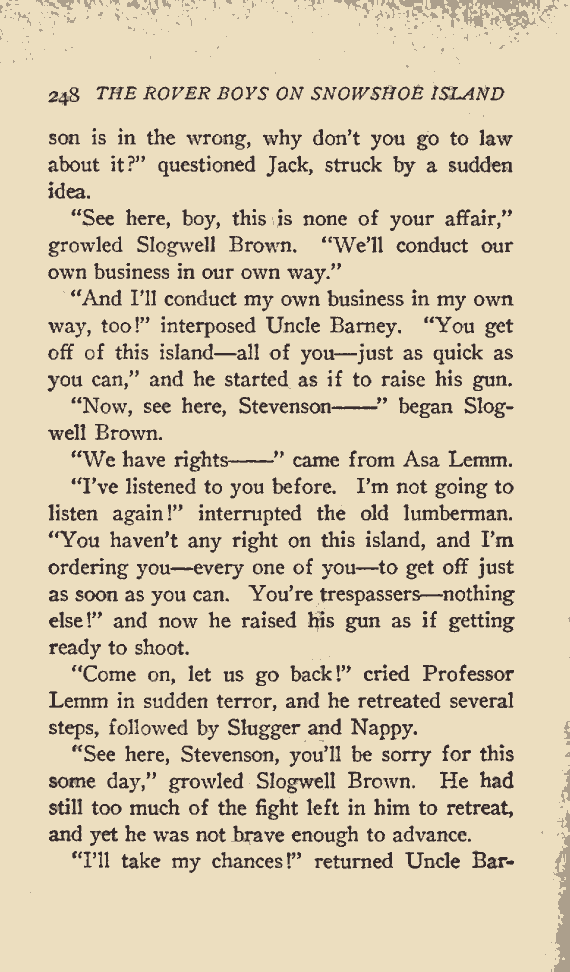 248 THE ROVER BOYS ON SNOWSHOE ISLAND
son is in the wrong, why don't you go to law
about it?” questioned Jack, struck by a sudden
idea.
“See here, boy, this is none of your affair,”
growled Slogwell Brown. “We'll conduct our
own business in our own way.”
“And I'll conduct my own business in my own
way, too!” interposed Uncle Barney. “You get
off of this island—all of you—just as quick as
you can,” and he started as if to raise his gun.
“Now, see here, Stevenson——” began Slog-
well Brown.
“We have rights——” came from Asa Lemm.
“I've listened to you before. I'm not going to
listen again!” interrupted the old lumberman.
“You haven't any right on this island, and I'm
ordering you—every one of you—to get off just
as soon as you can. You're trespassers—nothing
else!” and now he raised his gun as if getting
ready to shoot.
“Come on, let us go back!” cried Professor
Lemm in sudden terror, and he retreated several
steps, followed by Slugger and Nappy.
“See here, Stevenson, you'll be sorry for this
some day,” growled Slogwell Brown. He had
still too much of the fight left in him to retreat,
and yet he was not brave enough to advance.
“I'll take my chances!” returned Uncle Bar-